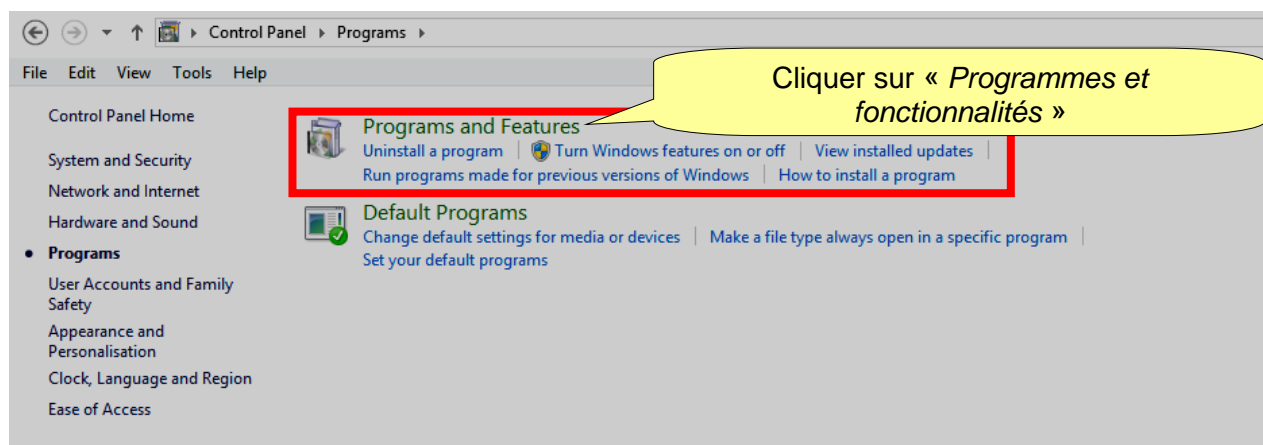 Control Panel Programs
File Edit View Tools Help
Cliquer sur « Programmes et
fonctionnalités »
Control Panel Home
System and Security
Network and Internet
Hardware and Sound
Programs
User Accounts and Family
Safety
Appearance and
Personalisation
Clock, Language and Region
Ease of Access
Programs and Features
Uninstall a program Turn Windows features on or off View installed updates
Run programs made for previous versions of Windows How to install a program
Default Programs
Change default settings for media or devices Make a file type always open in a specific program
Set your default programs